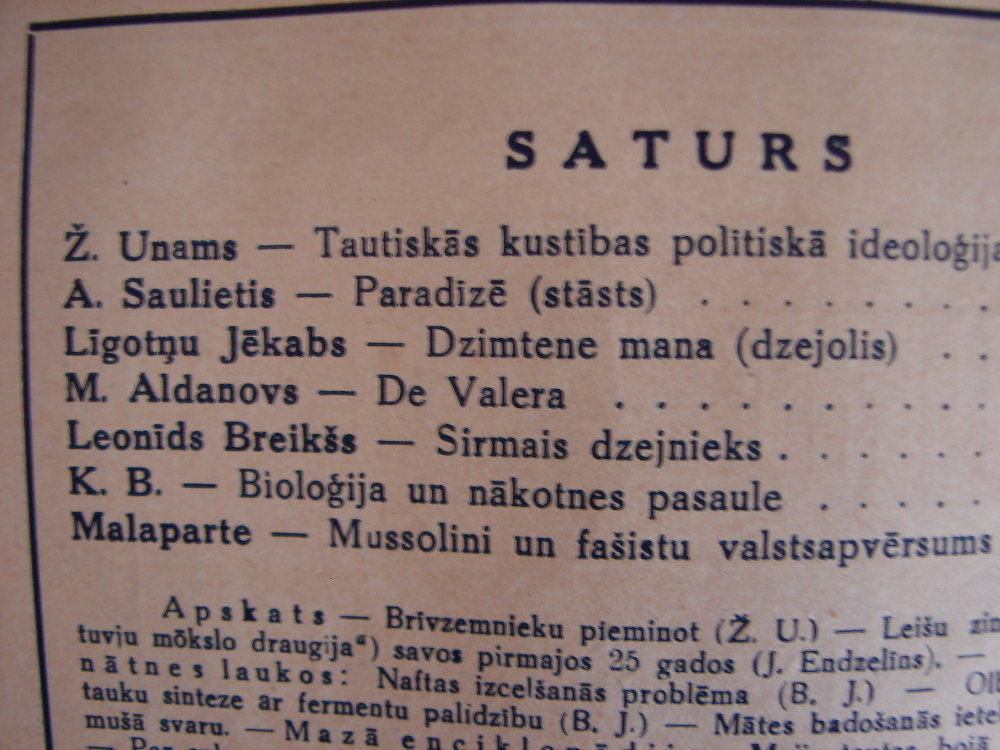 SATURS
Ž. Unams — Tautiskās kustības politiskā ideoloģija
A. Saulietis — Paradīzē (stāsts) . . . . . . . .
Līgotņu Jēkabs — Dzimtene mana (dzejolis) . .
M. Aldanovs — De Valera . . . . . . . . . .
Leonīds Breikšs — Sirmais dzejnieks . . . . . .
K. B. — Bioloģija un nākotnes pasaule . . . . .
Malaparte — Mussolini un fašistu valstsapvērsums
Apskats — Brīvzemnieku pieminot (Ž. U.) — Leišu
tuvju mōkslo draugija“) savos pirmajos 25 gados (J. Endzelīns). —
nātnes laukos: Naftas izcelšanās problēma (B. J.) —
tauku sinteze ar fermentu palīdzību (B. J.) — Mātes badošanās
mušā svaru. — Mazā